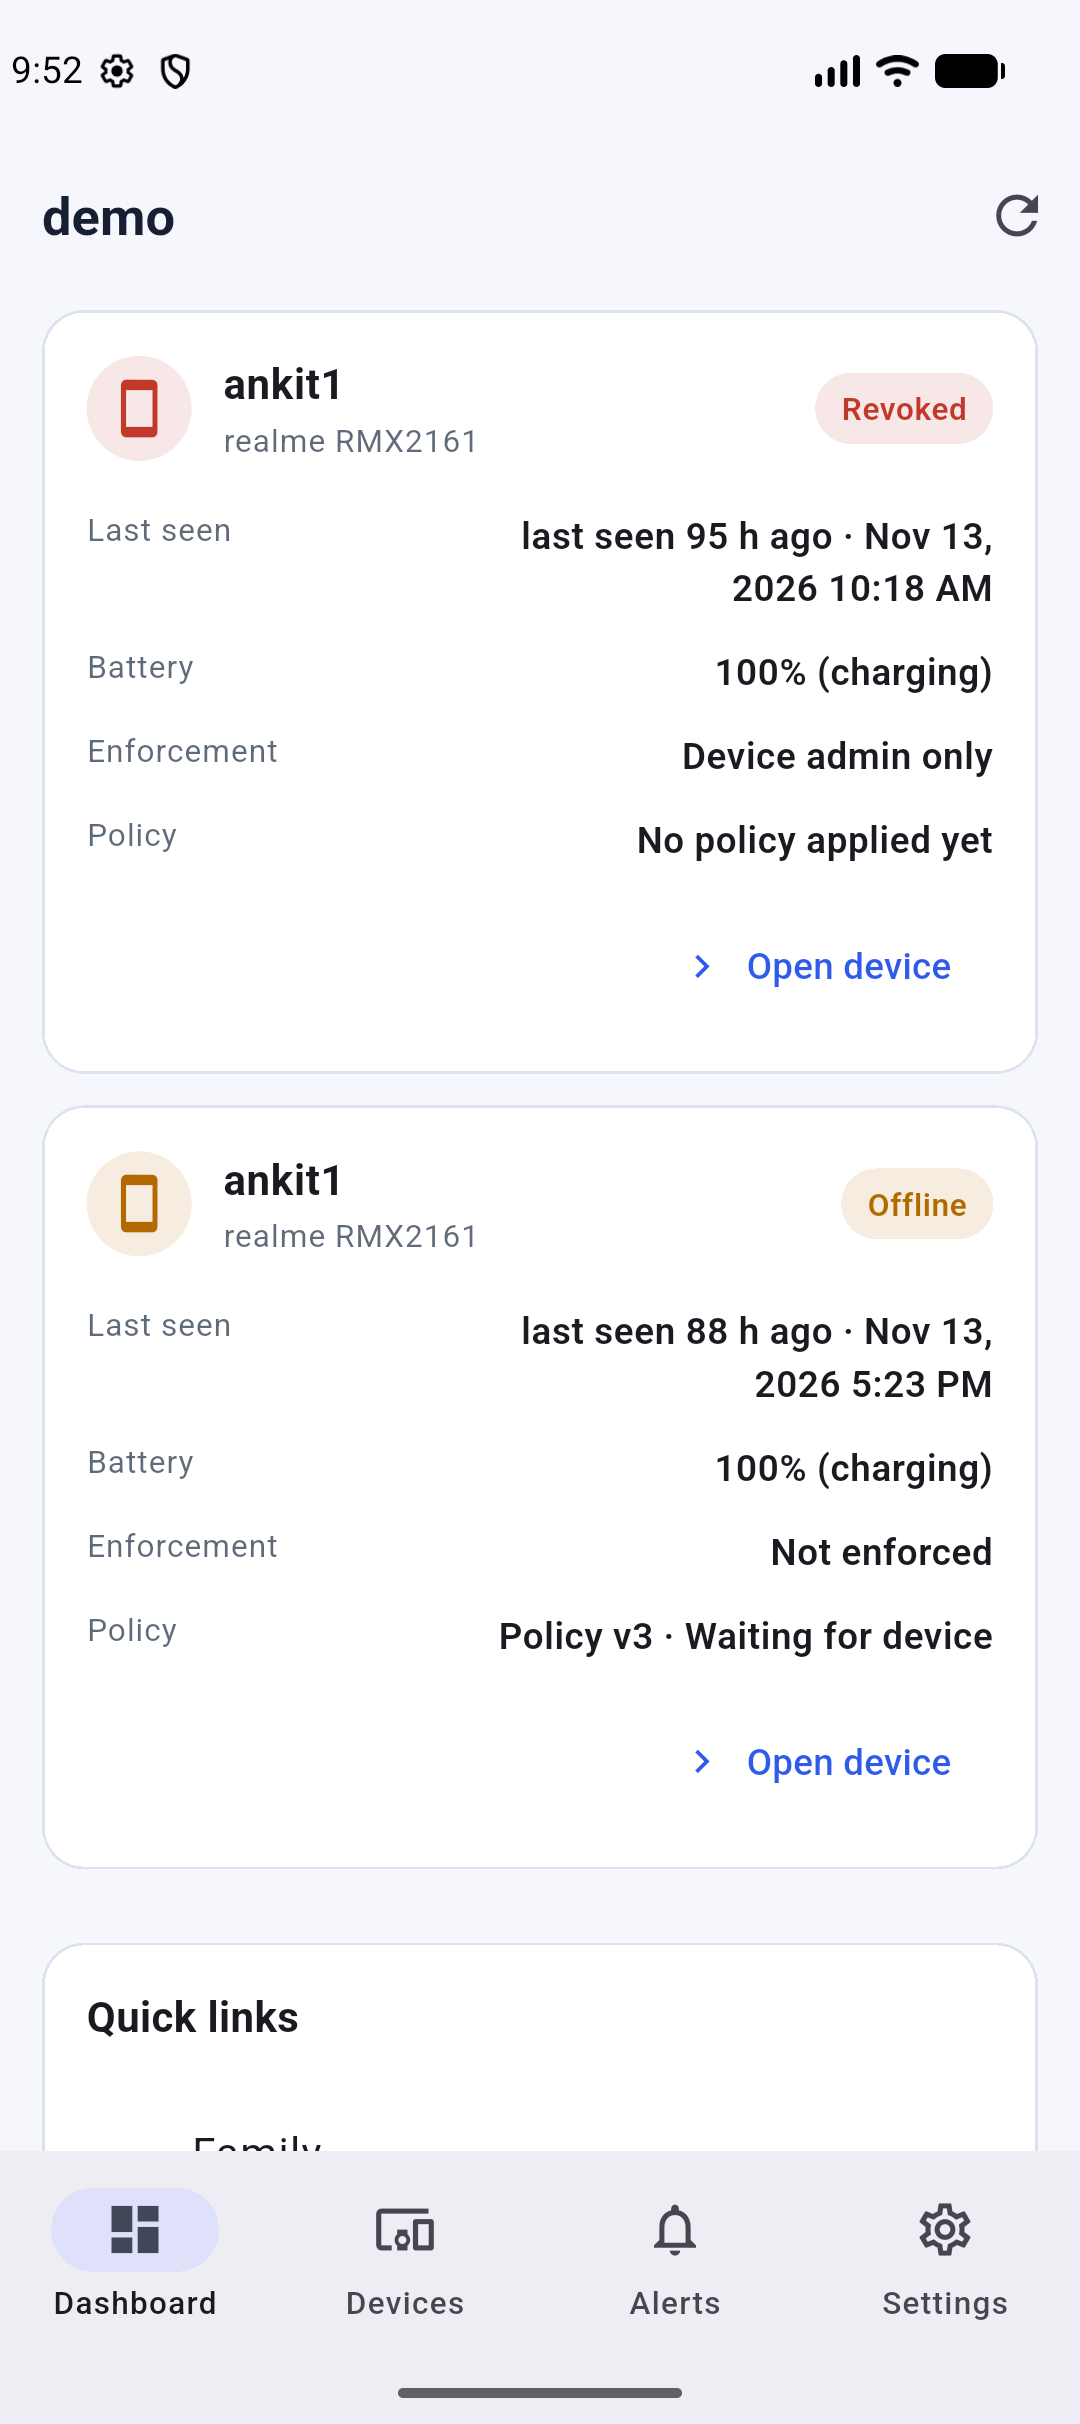 9:52
demo
ankit1
realme RMX2161
Revoked
Last seen
last seen 95 h ago · Nov 13,
2026 10:18 AM
Battery
100% (charging)
Enforcement
Device admin only
Policy
No policy applied yet
Open device
ankit1
realme RMX2161
Offline
Last seen
last seen 88 h ago · Nov 13,
2026 5:23 PM
Battery
100% (charging)
Enforcement
Not enforced
Policy
Policy v3 · Waiting for device
Open device
Quick links
Family
Dashboard
Devices
Alerts
Settings